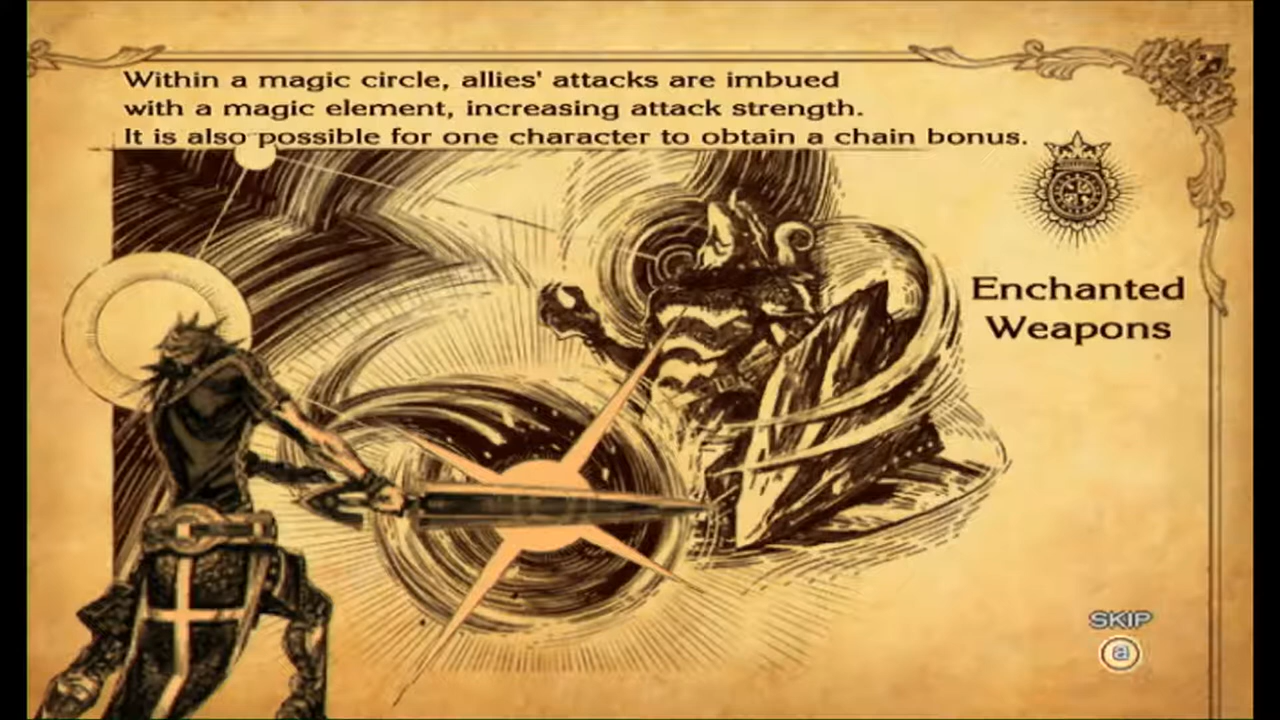 Within a magic circle, allies' attacks are imbued
with a magic element, increasing attack strength.
It is also possible for one character to obtain a chain bonus.
Enchanted
Weapons
SKIP
a